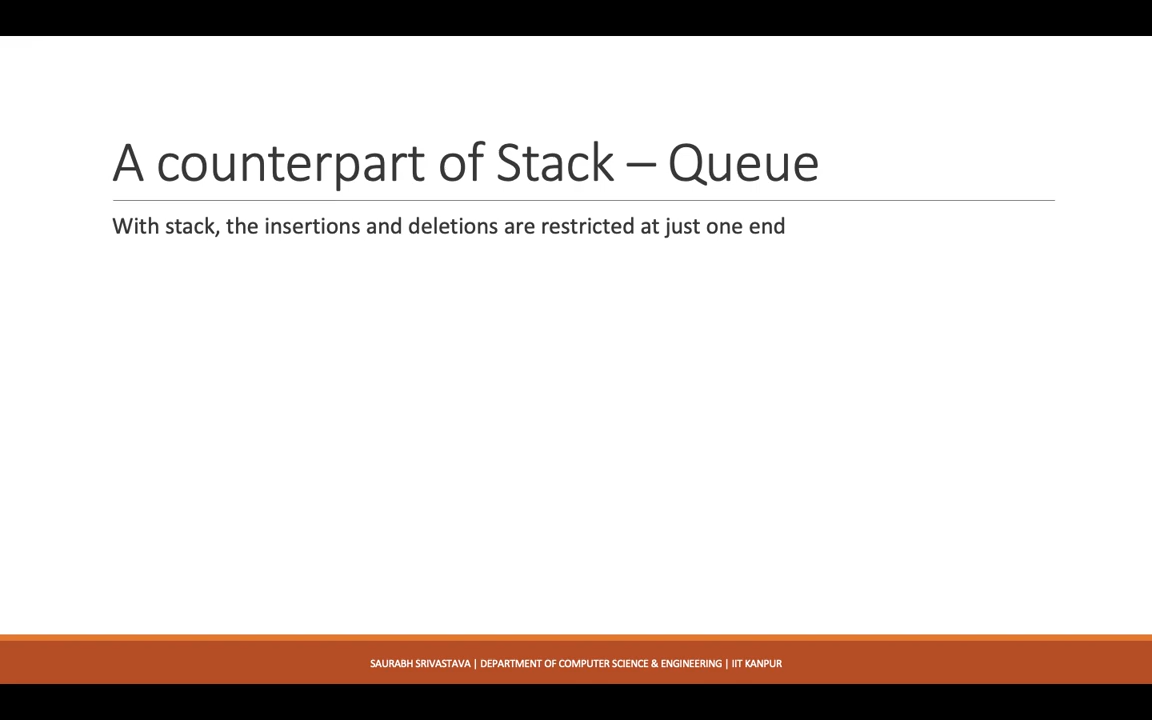 A counterpart of Stack – Queue
With stack, the insertions and deletions are restricted at just one end
SAURABH SRIVASTAVA | DEPARTMENT OF COMPUTER SCIENCE & ENGINEERING | IIT KANPUR